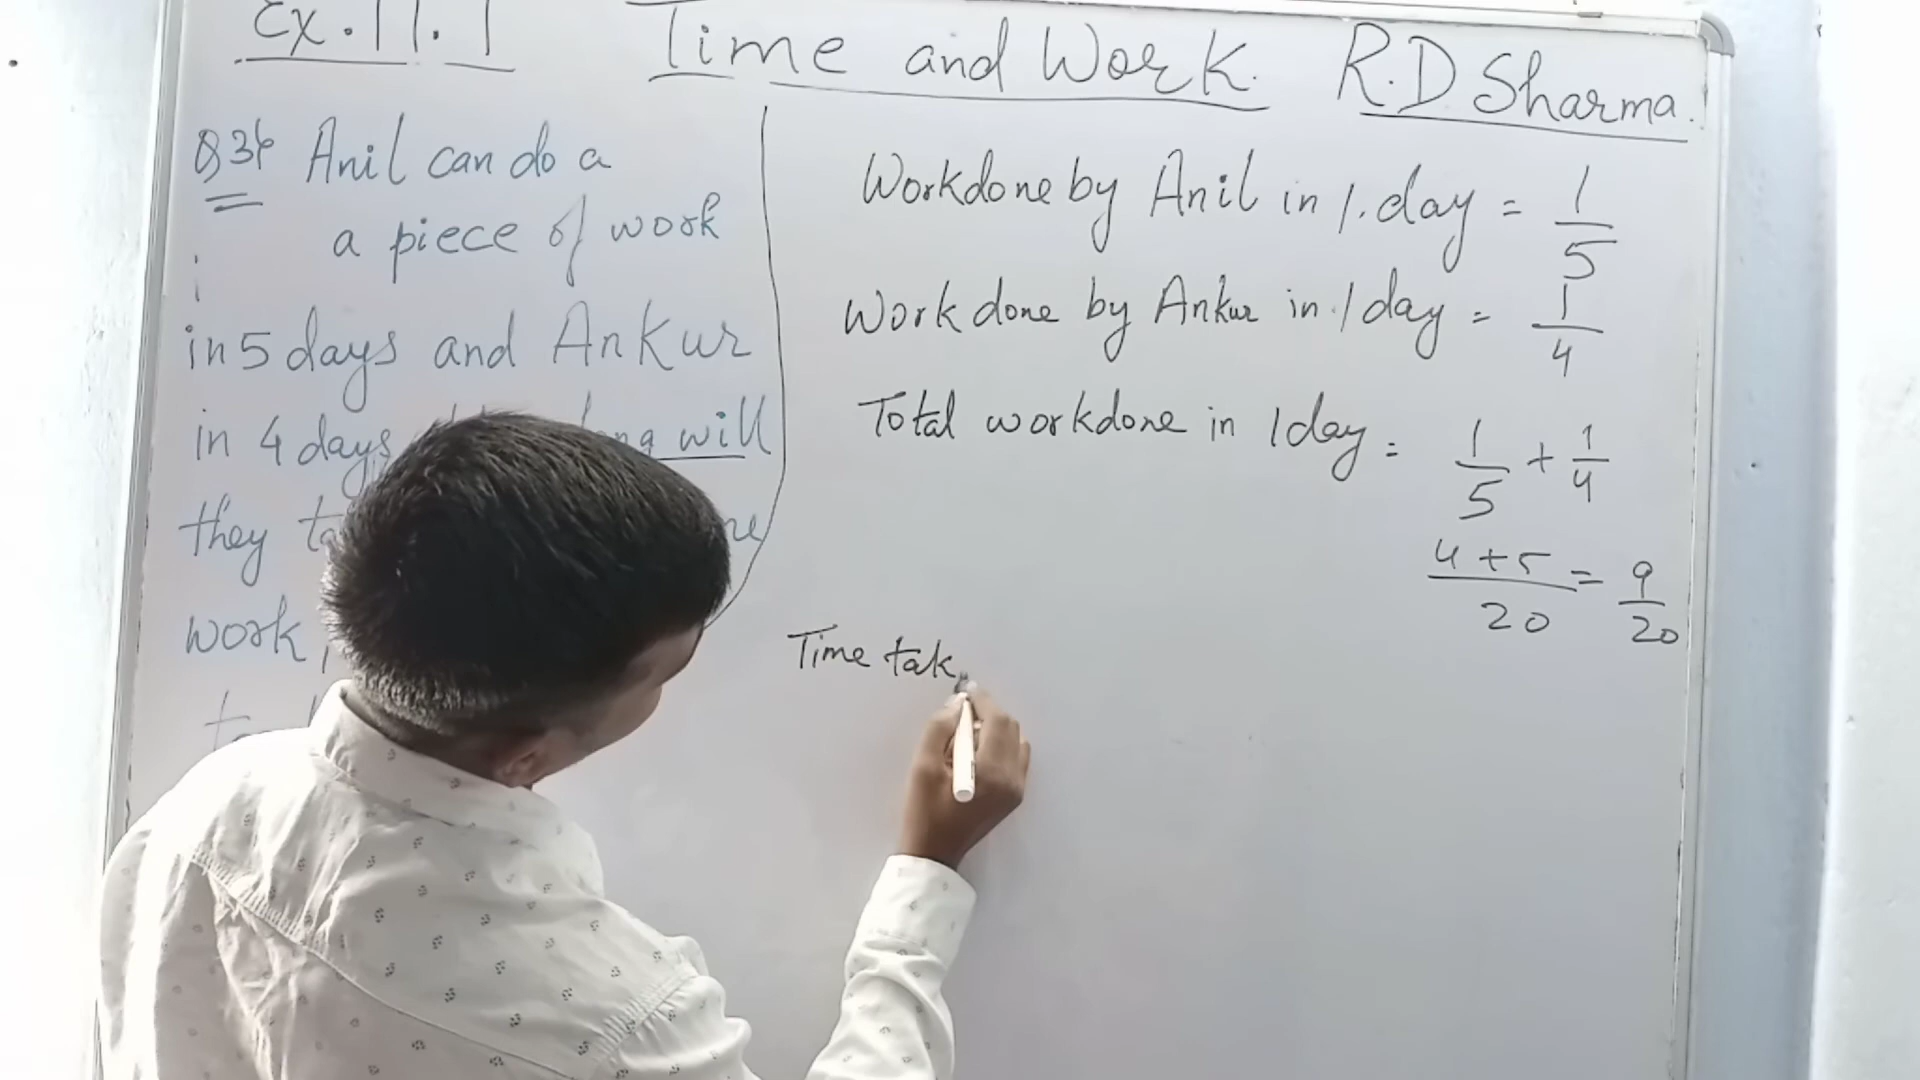 Ex. 11. 1 Time and Work. R.D Sharma.
Anil can do a
a piece of work
in 5 days and Ankur
in 4 days will
they
work,
Workdone by Anil in 1. day = 1/5
Work done by Ankur in 1 day = 1/4
Total workdone in 1 day = 1/5 + 1/4
4+5/20 = 9/20
Time tak